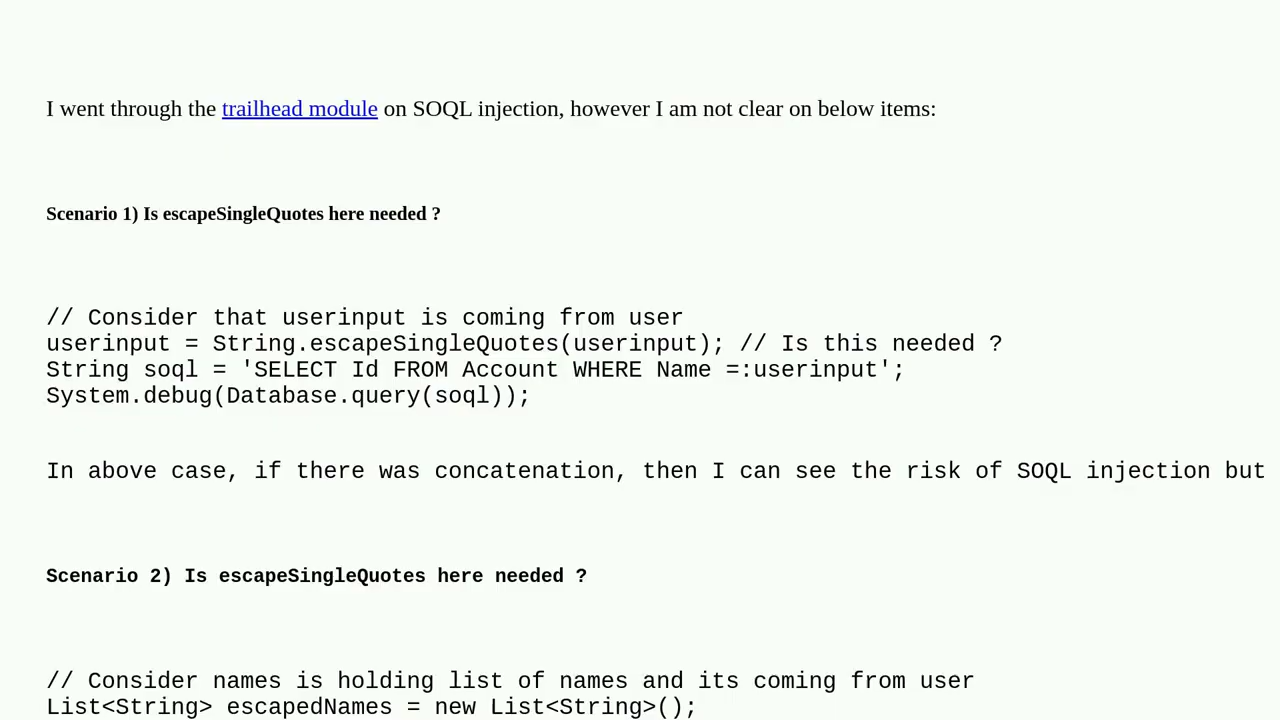 I went through the trailhead module on SOQL injection, however I am not clear on below items:
Scenario 1) Is escapeSingleQuotes here needed ?
// Consider that userinput is coming from user
userinput = String.escapeSingleQuotes(userinput); // Is this needed ?
String soql = 'SELECT Id FROM Account WHERE Name =:userinput';
System.debug(Database.query(soql));
In above case, if there was concatenation, then I can see the risk of SOQL injection but
Scenario 2) Is escapeSingleQuotes here needed ?
// Consider names is holding list of names and its coming from user
List<String> escapedNames = new List<String>();